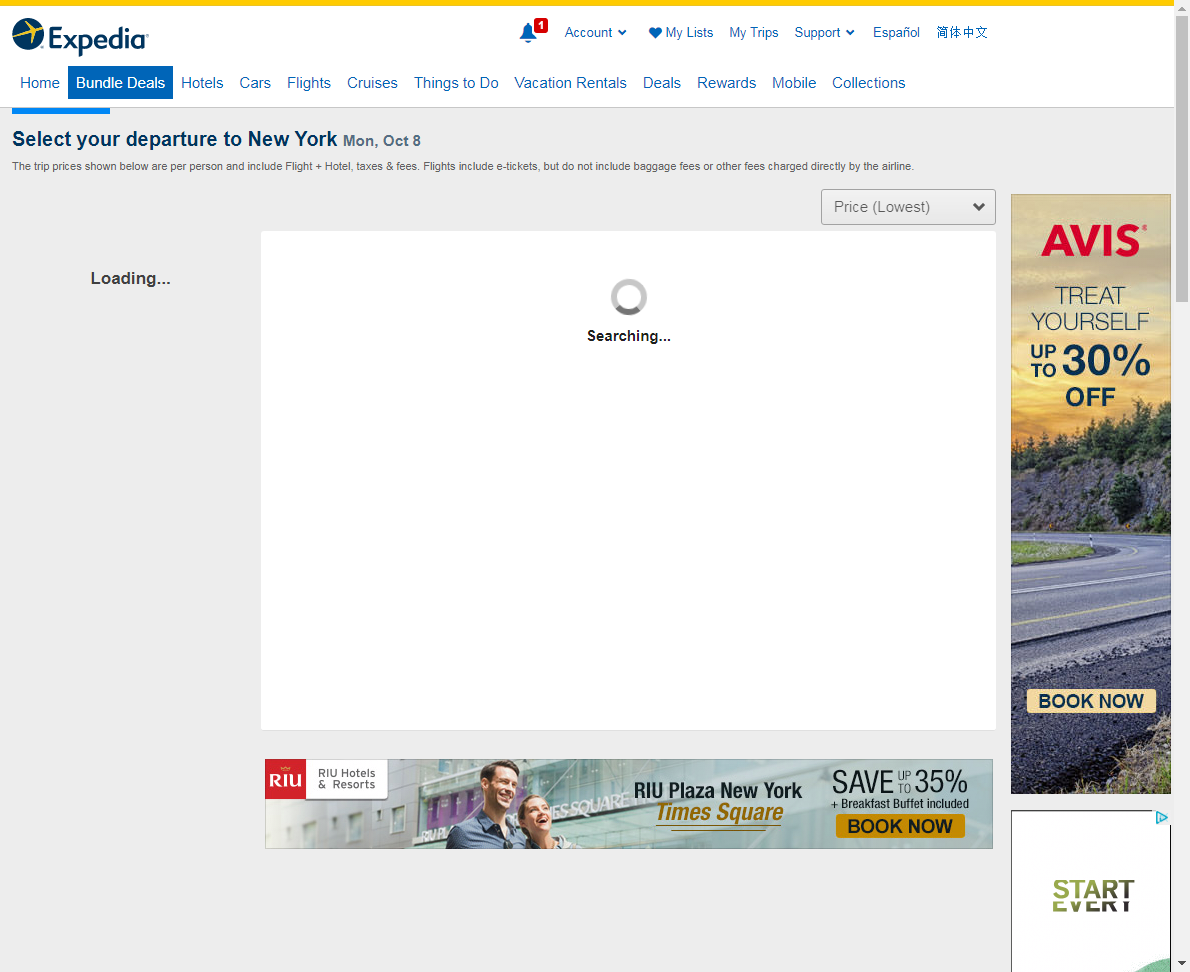 Expedia
1
Account
My Lists
My Trips
Support
Español
简体中文
Home
Bundle Deals
Hotels
Cars
Flights
Cruises
Things to Do
Vacation Rentals
Deals
Rewards
Mobile
Collections
Select your departure to New York Mon, Oct 8
The trip prices shown below are per person and include Flight + Hotel, taxes & fees. Flights include e-tickets, but do not include baggage fees or other fees charged directly by the airline.
Price (Lowest)
Loading...
Searching...
AVIS
TREAT
YOURSELF
UP TO 30%
OFF
BOOK NOW
RIU
RIU Hotels
& Resorts
RIU Plaza New York
Times Square
SAVE UP TO 35%
+ Breakfast Buffet included
BOOK NOW
START